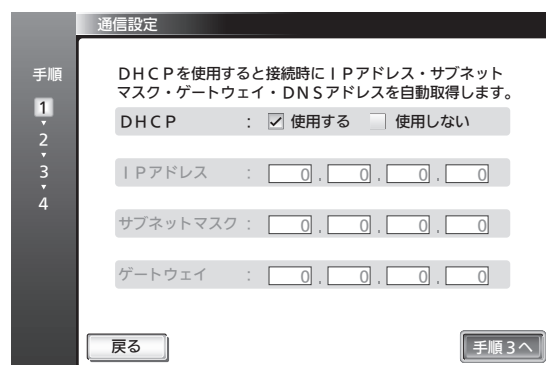 通信設定
手順
1
2
3
4
DHCPを使用すると接続時にIPアドレス・サブネット
マスク・ゲートウェイ・DNSアドレスを自動取得します。
DHCP : 使用する 使用しない
IPアドレス : 0 . 0 . 0 . 0
サブネットマスク : 0 . 0 . 0 . 0
ゲートウェイ : 0 . 0 . 0 . 0
戻る 手順3へ